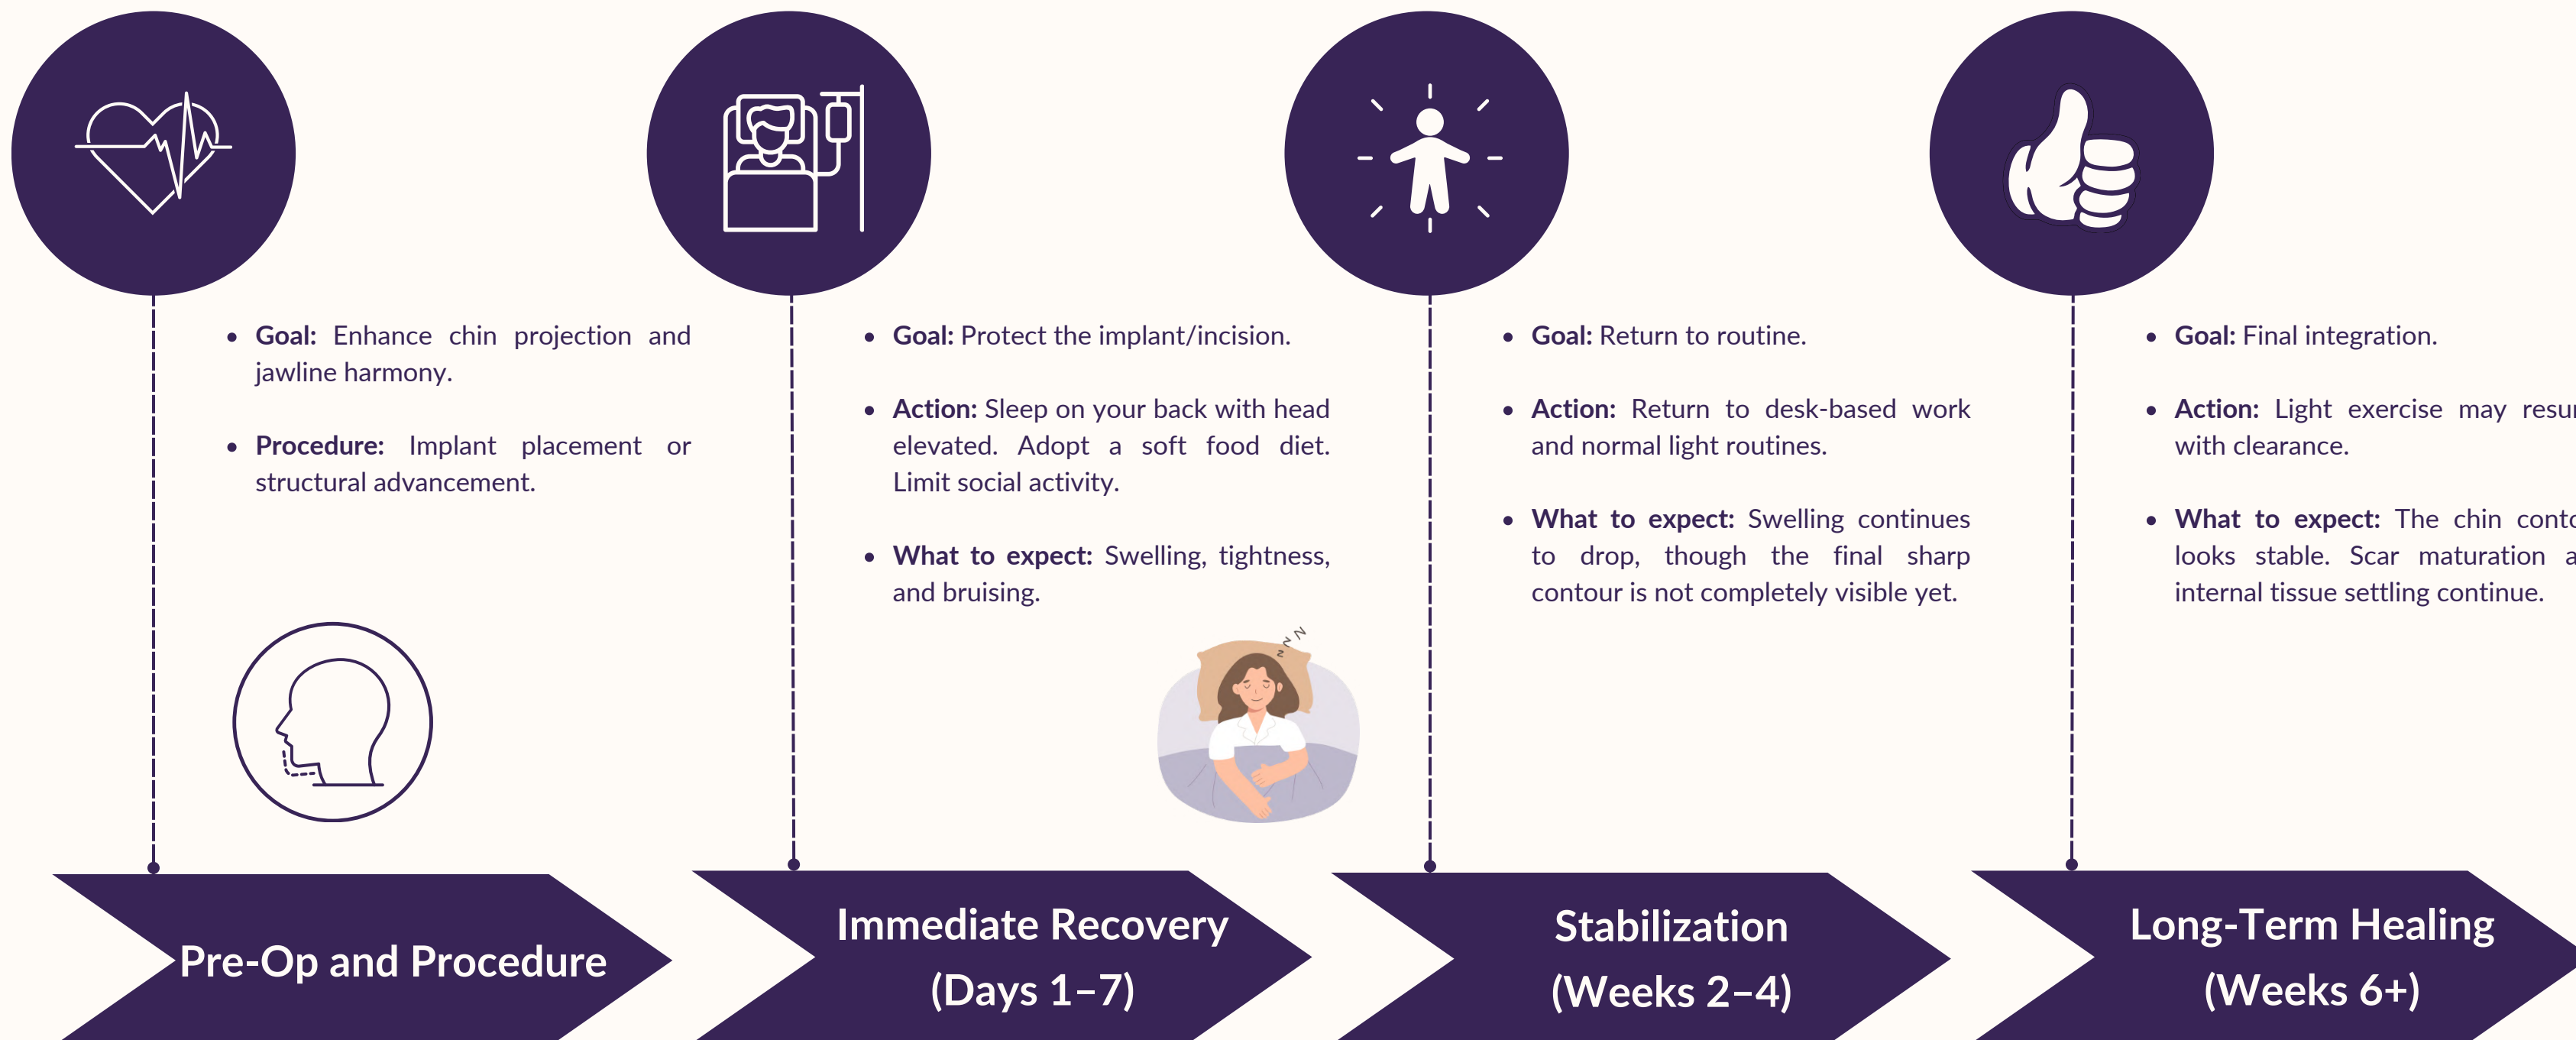 • Goal: Enhance chin projection and
jawline harmony.
• Procedure: Implant placement or
structural advancement.
• Goal: Protect the implant/incision.
• Action: Sleep on your back with head
elevated. Adopt a soft food diet.
Limit social activity.
• What to expect: Swelling, tightness,
and bruising.
z z N
• Goal: Return to routine.
• Action: Return to desk-based work
and normal light routines.
• What to expect: Swelling continues
to drop, though the final sharp
contour is not completely visible yet.
• Goal: Final integration.
• Action: Light exercise may
with clearance.
• What to expect: The chin
looks stable. Scar maturation
internal tissue settling continue.
Pre-Op and Procedure
Immediate Recovery
(Days 1–7)
Stabilization
(Weeks 2–4)
Long-Term Healing
(Weeks 6+)